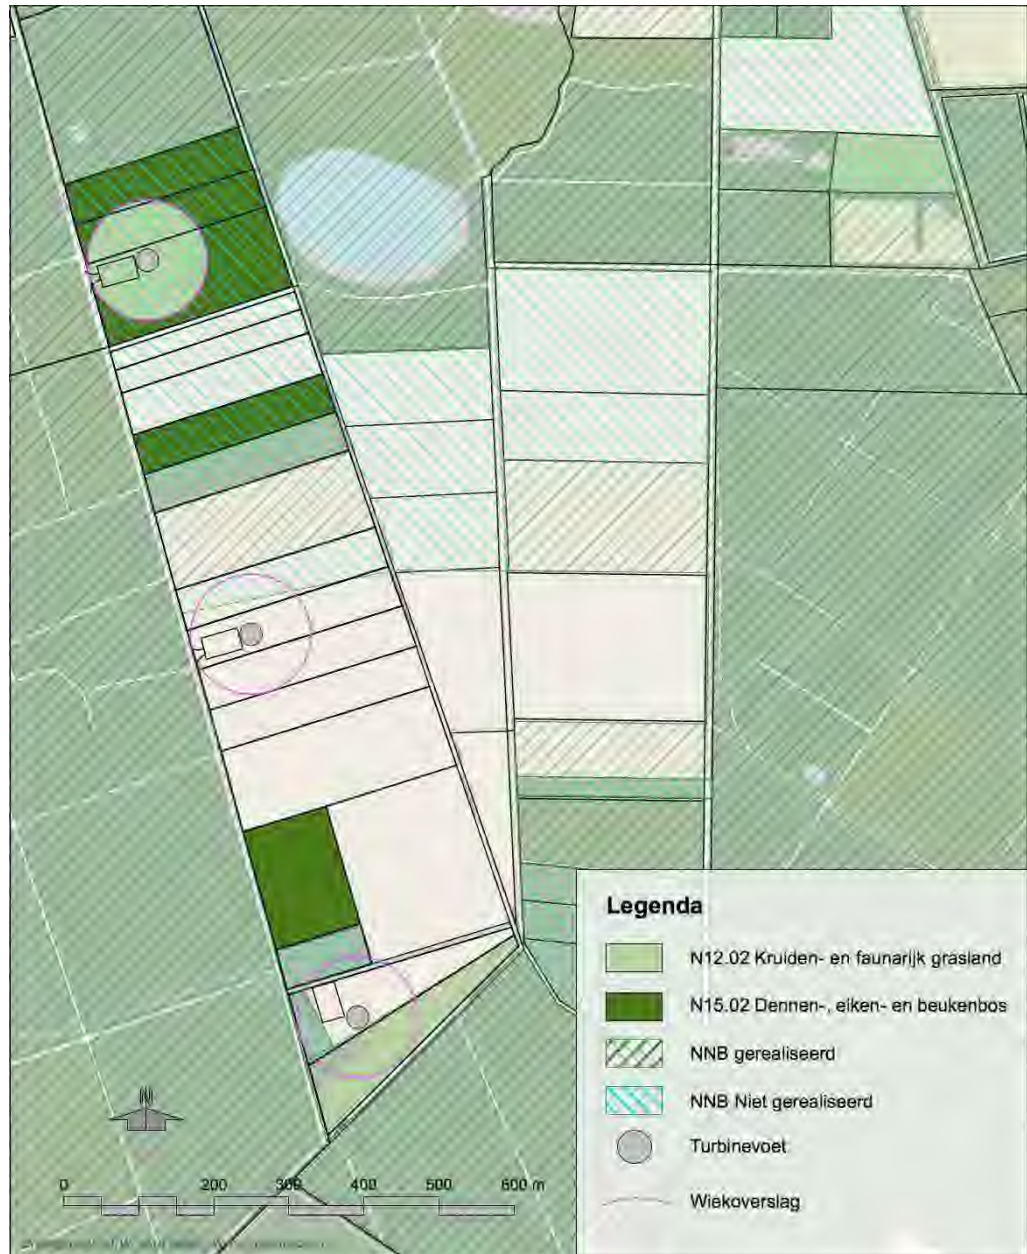 Legenda
N12.02 Kruiden- en faunarijk grasland
N15.02 Dennen-, eiken- en beukenbos
NNB gerealiseerd
NNB Niet gerealiseerd
Turbinevoet
Wiekoverslag
0 200 300 400 500 600 m